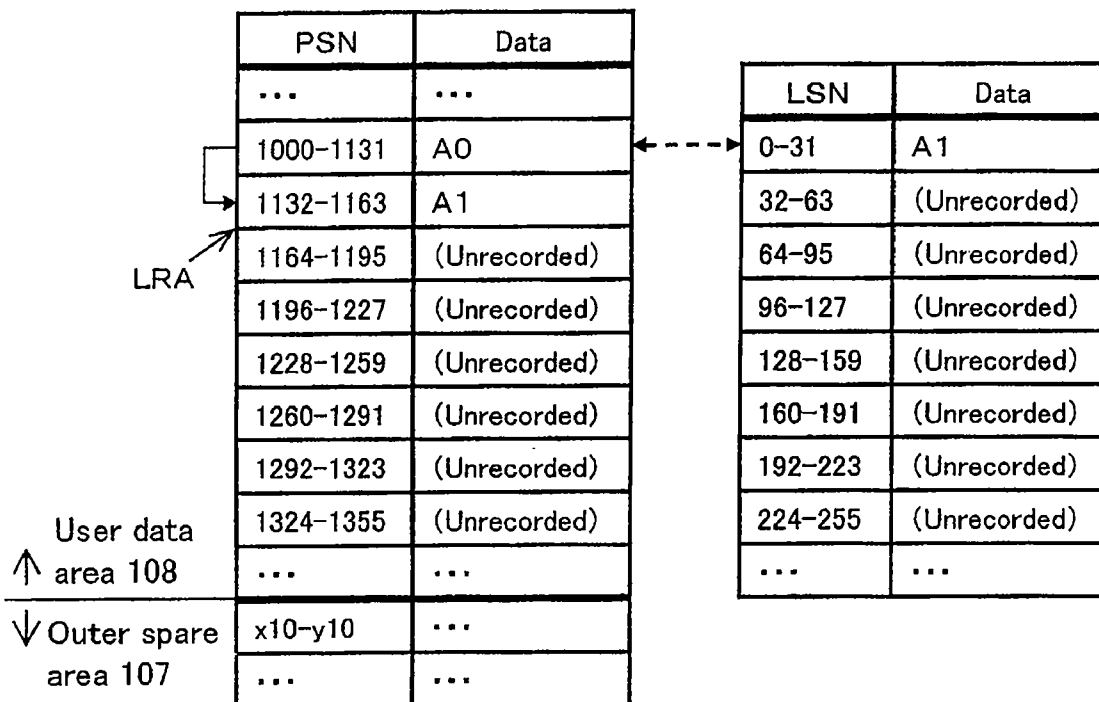 PSN Data
... ...
1000-1131 A0
1132-1163 A1
LRA
1164-1195 (Unrecorded)
1196-1227 (Unrecorded)
1228-1259 (Unrecorded)
1260-1291 (Unrecorded)
1292-1323 (Unrecorded)
1324-1355 (Unrecorded)
... ...
User data
area 108
Outer spare
area 107
x10-y10 ...
... ...
LSN Data
0-31 A1
32-63 (Unrecorded)
64-95 (Unrecorded)
96-127 (Unrecorded)
128-159 (Unrecorded)
160-191 (Unrecorded)
192-223 (Unrecorded)
224-255 (Unrecorded)
... ...